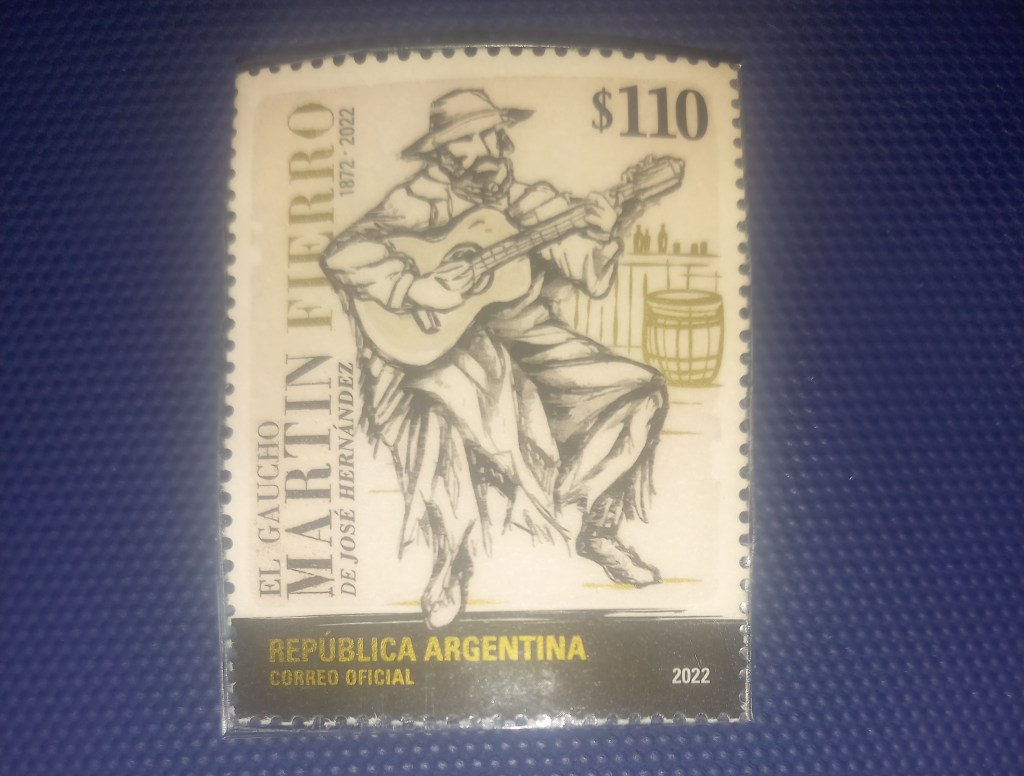 $110
EL GAUCHO
MARTIN FIERRO
1872 - 2022
DE JOSÉ HERNÁNDEZ
REPÚBLICA ARGENTINA
CORREO OFICIAL
2022